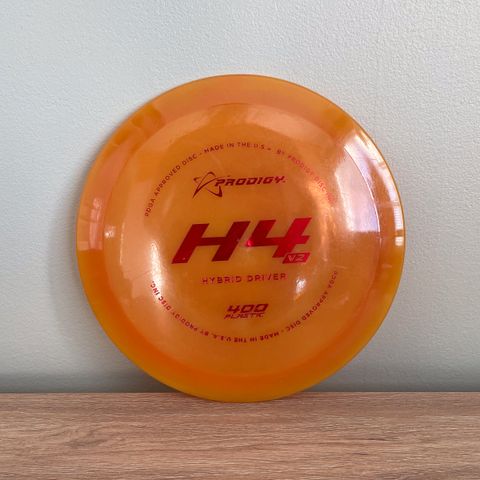 PDGA APPROVED DISC - MADE IN THE U.S.A. BY PRODIGY DISC INC.
PRODIGY
H4 V2
HYBRID DRIVER
400
PLASTIC
PDGA APPROVED DISC - MADE IN THE U.S.A. BY PRODIGY DISC INC.